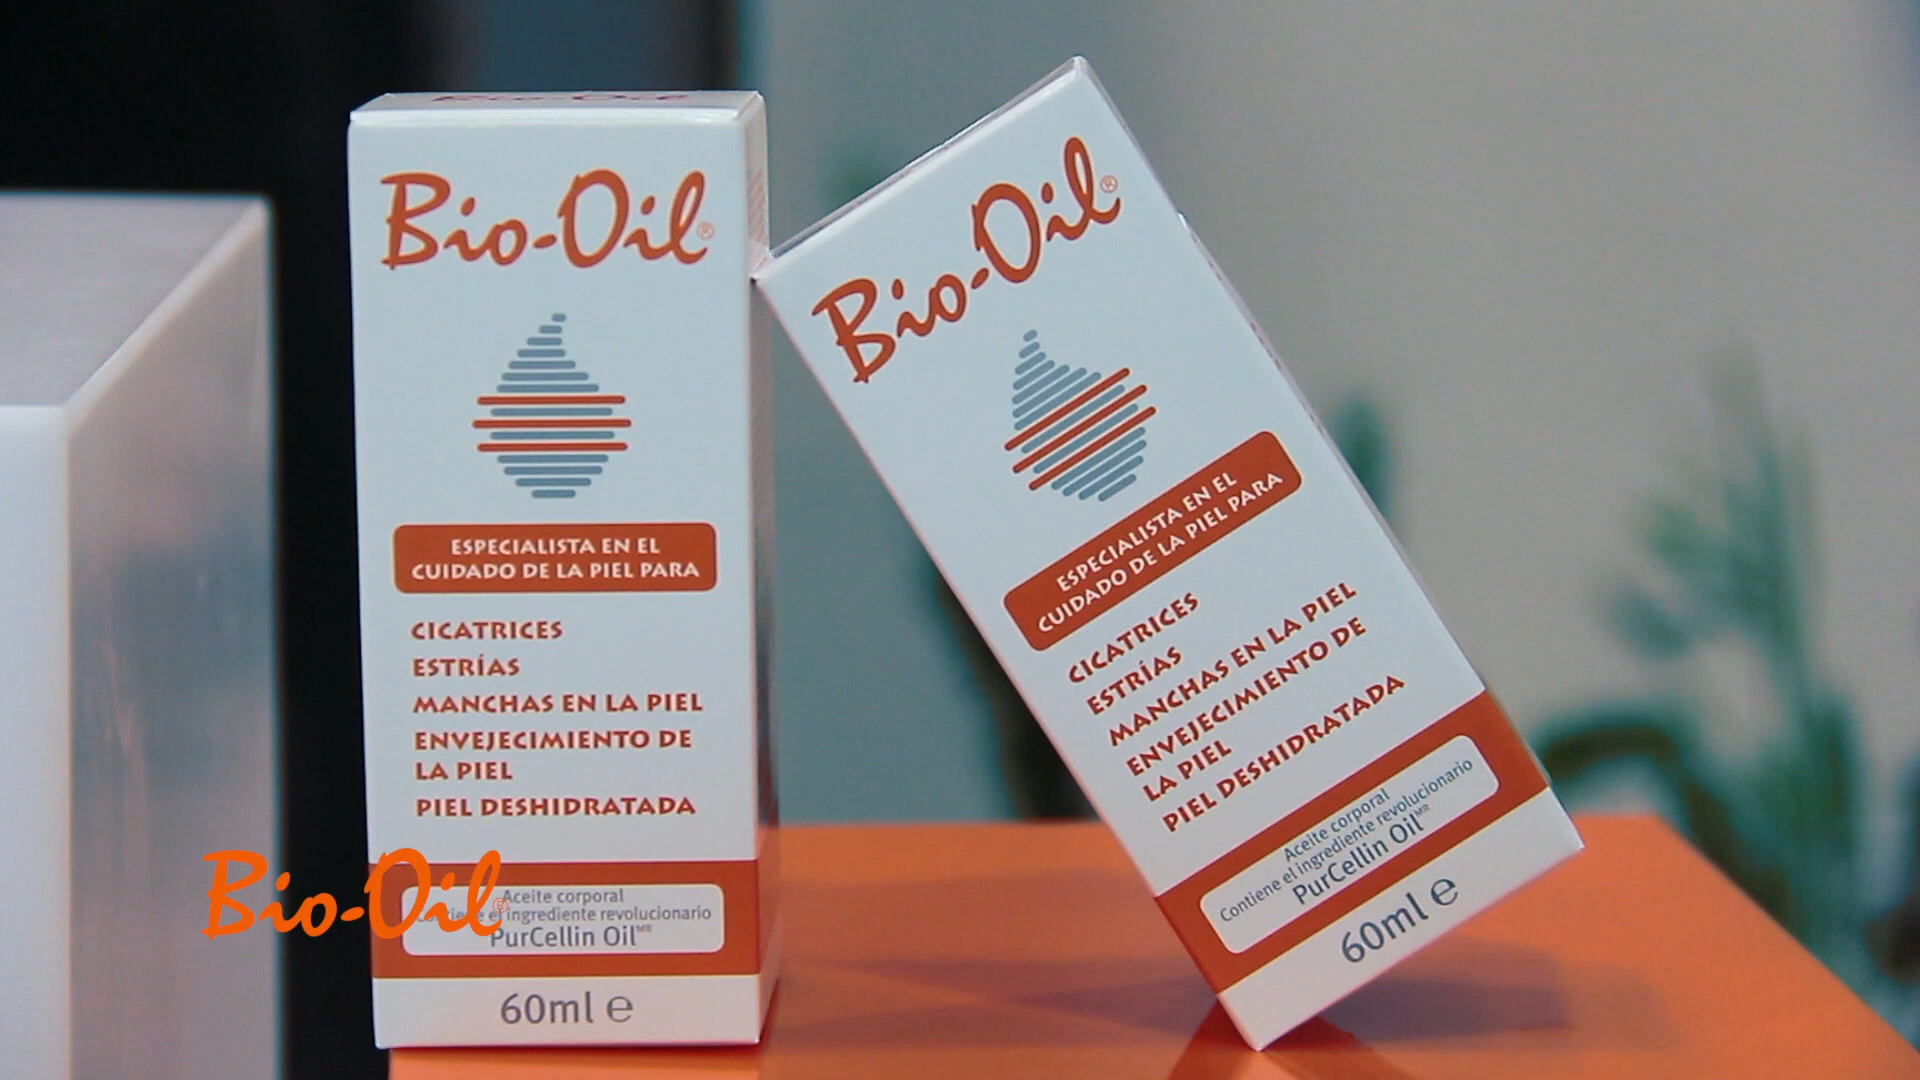 Bio-Oil®
ESPECIALISTA EN EL
CUIDADO DE LA PIEL PARA
CICATRICES
ESTRÍAS
MANCHAS EN LA PIEL
ENVEJECIMIENTO DE
LA PIEL
PIEL DESHIDRATADA
Aceite corporal
el ingrediente revolucionario
PurCellin Oil MR
60ml e
Bio-Oil®
ESPECIALISTA EN EL
CUIDADO DE LA PIEL PARA
CICATRICES
ESTRÍAS
MANCHAS EN LA PIEL
ENVEJECIMIENTO DE
LA PIEL
PIEL DESHIDRATADA
Aceite corporal
Contiene el ingrediente revolucionario
PurCellin Oil MR
60ml e
Bio-Oil®